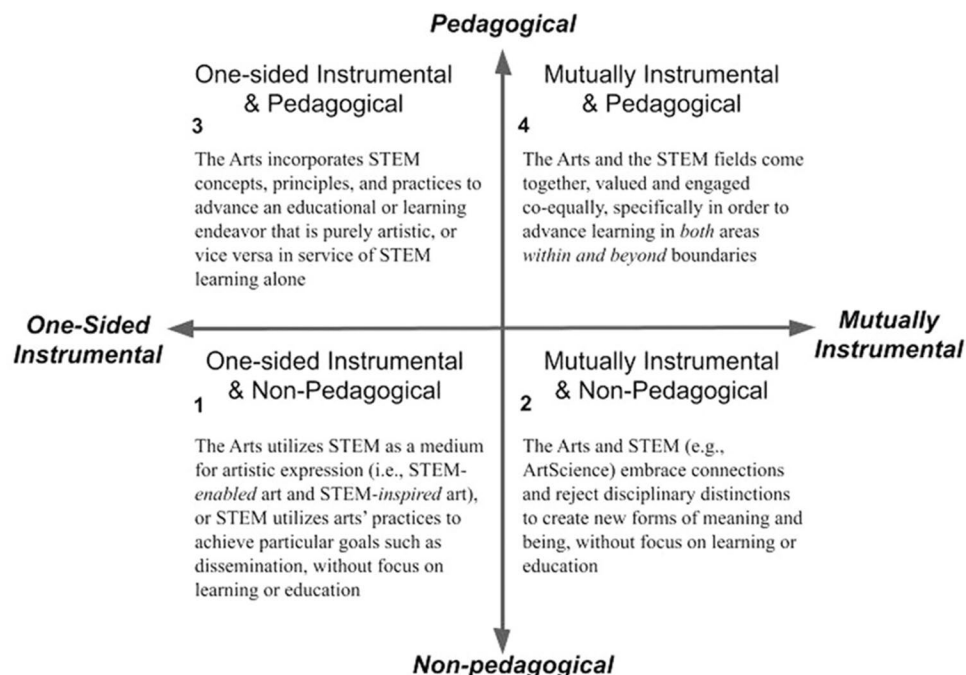 Pedagogical
One-sided Instrumental
& Pedagogical
3
The Arts incorporates STEM
concepts, principles, and practices to
advance an educational or learning
endeavor that is purely artistic, or
vice versa in service of STEM
learning alone
Mutually Instrumental
& Pedagogical
4
The Arts and the STEM fields come
together, valued and engaged
co-equally, specifically in order to
advance learning in both areas
within and beyond boundaries
One-Sided
Instrumental
Mutually
Instrumental
One-sided Instrumental
& Non-Pedagogical
1
The Arts utilizes STEM as a medium
for artistic expression (i.e., STEM-
enabled art and STEM-inspired art),
or STEM utilizes arts' practices to
achieve particular goals such as
dissemination, without focus on
learning or education
Mutually Instrumental
& Non-Pedagogical
2
The Arts and STEM (e.g.,
ArtScience) embrace connections
and reject disciplinary distinctions
to create new forms of meaning and
being, without focus on learning or
education
Non-pedagogical